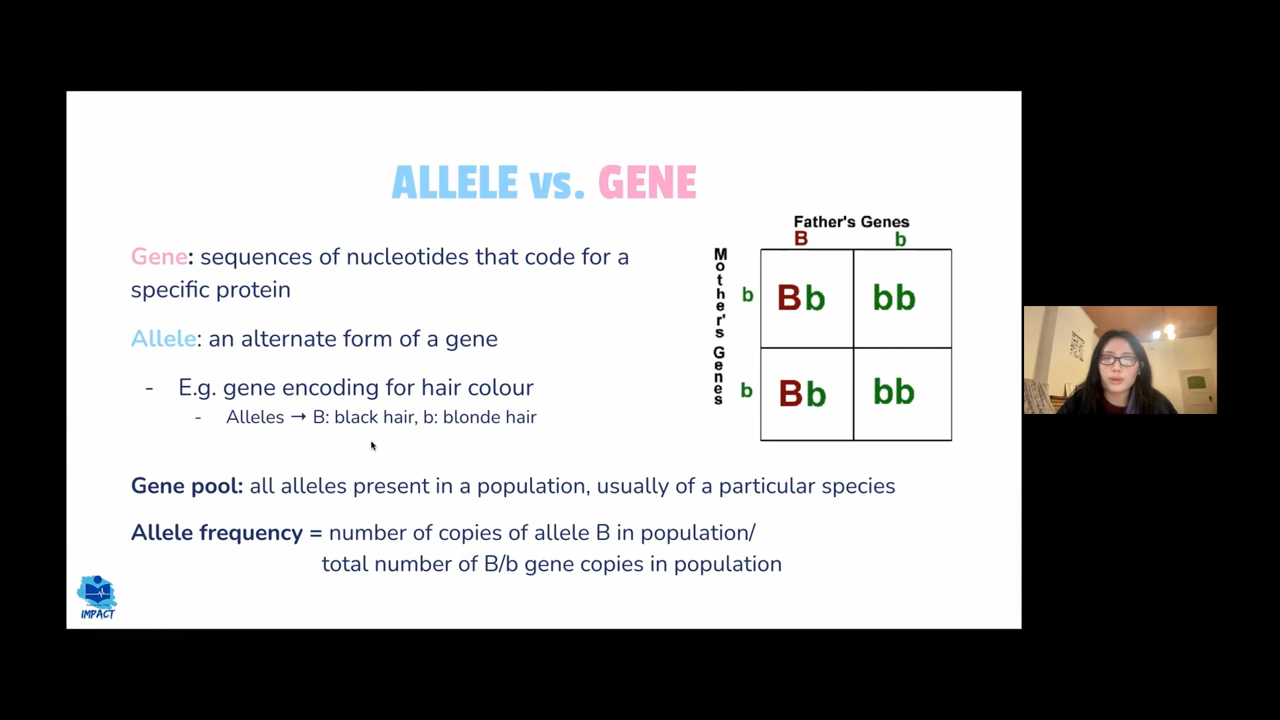 ALLELE vs. GENE
Gene: sequences of nucleotides that code for a
specific protein
Allele: an alternate form of a gene
- E.g. gene encoding for hair colour
- Alleles → B: black hair, b: blonde hair
Father's Genes
B b
Mother's Genes
b Bb bb
b Bb bb
Gene pool: all alleles present in a population, usually of a particular species
Allele frequency = number of copies of allele B in population/
total number of B/b gene copies in population
IMPACT